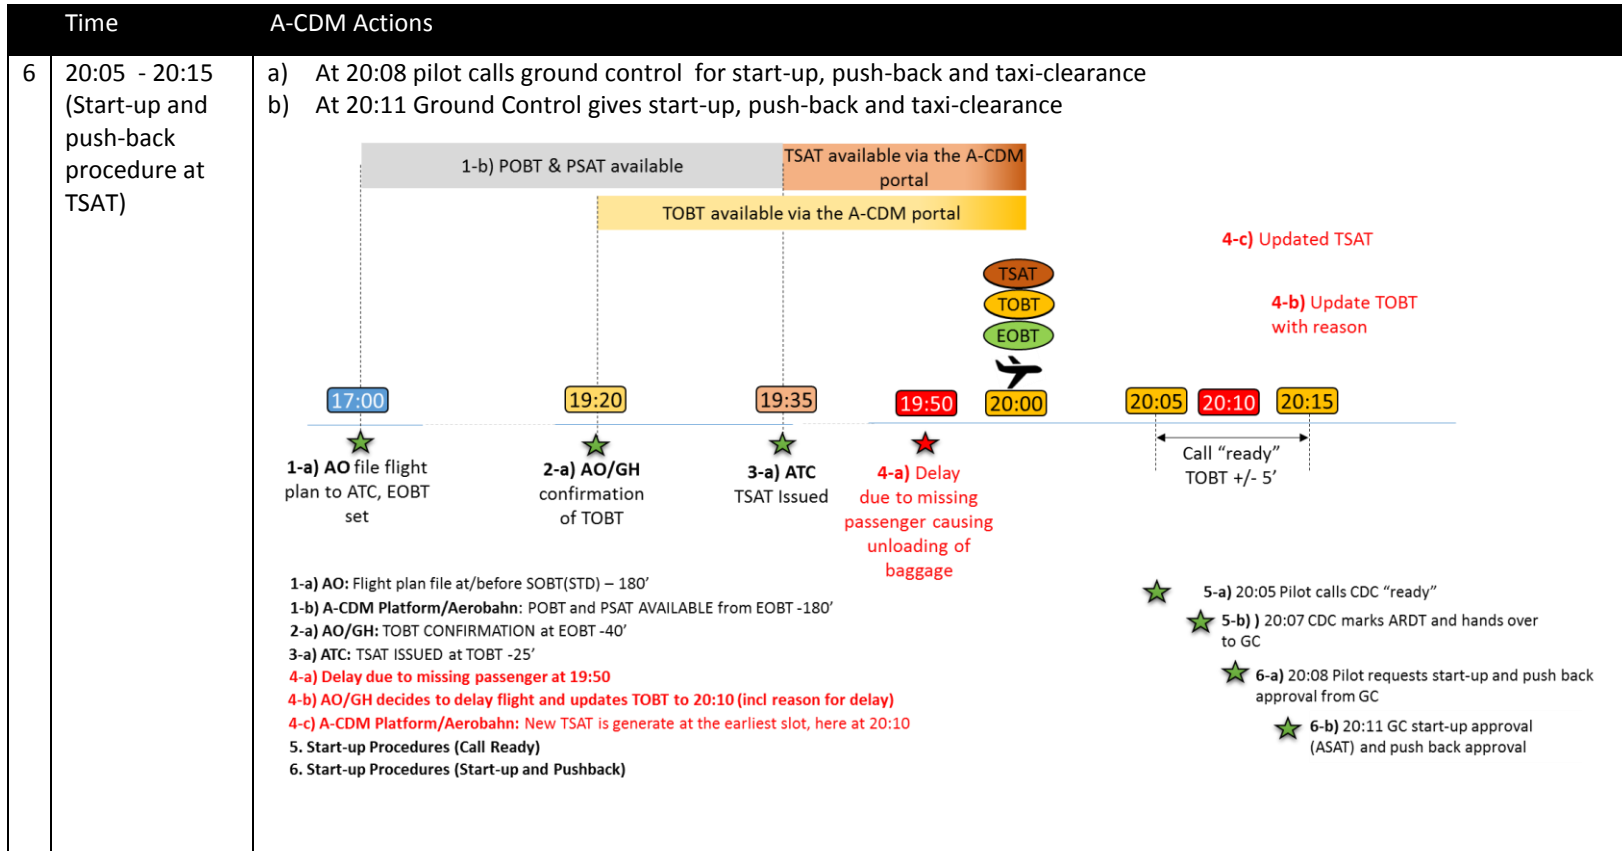 Time
A-CDM Actions
6
20:05 - 20:15
(Start-up and
push-back
procedure at
TSAT)
a) At 20:08 pilot calls ground control for start-up, push-back and taxi-clearance
b) At 20:11 Ground Control gives start-up, push-back and taxi-clearance
1-b) POBT & PSAT available
TSAT available via the A-CDM
portal
TOBT available via the A-CDM portal
4-c) Updated TSAT
TSAT
TOBT
EOBT
4-b) Update TOBT
with reason
17:00
19:20
19:35
19:50
20:00
20:05
20:10
20:15
1-a) AO file flight
plan to ATC, EOBT
set
2-a) AO/GH
confirmation
of TOBT
3-a) ATC
TSAT Issued
4-a) Delay
due to missing
passenger causing
unloading of
baggage
Call “ready”
TOBT +/- 5’
1-a) AO: Flight plan file at/before SOBT(STD) – 180’
1-b) A-CDM Platform/Aerobahn: POBT and PSAT AVAILABLE from EOBT -180’
2-a) AO/GH: TOBT CONFIRMATION at EOBT -40’
3-a) ATC: TSAT ISSUED at TOBT -25’
4-a) Delay due to missing passenger at 19:50
4-b) AO/GH decides to delay flight and updates TOBT to 20:10 (incl reason for delay)
4-c) A-CDM Platform/Aerobahn: New TSAT is generate at the earliest slot, here at 20:10
5. Start-up Procedures (Call Ready)
6. Start-up Procedures (Start-up and Pushback)
5-a) 20:05 Pilot calls CDC “ready”
5-b) ) 20:07 CDC marks ARDT and hands over
to GC
6-a) 20:08 Pilot requests start-up and push back
approval from GC
6-b) 20:11 GC start-up approval
(ASAT) and push back approval